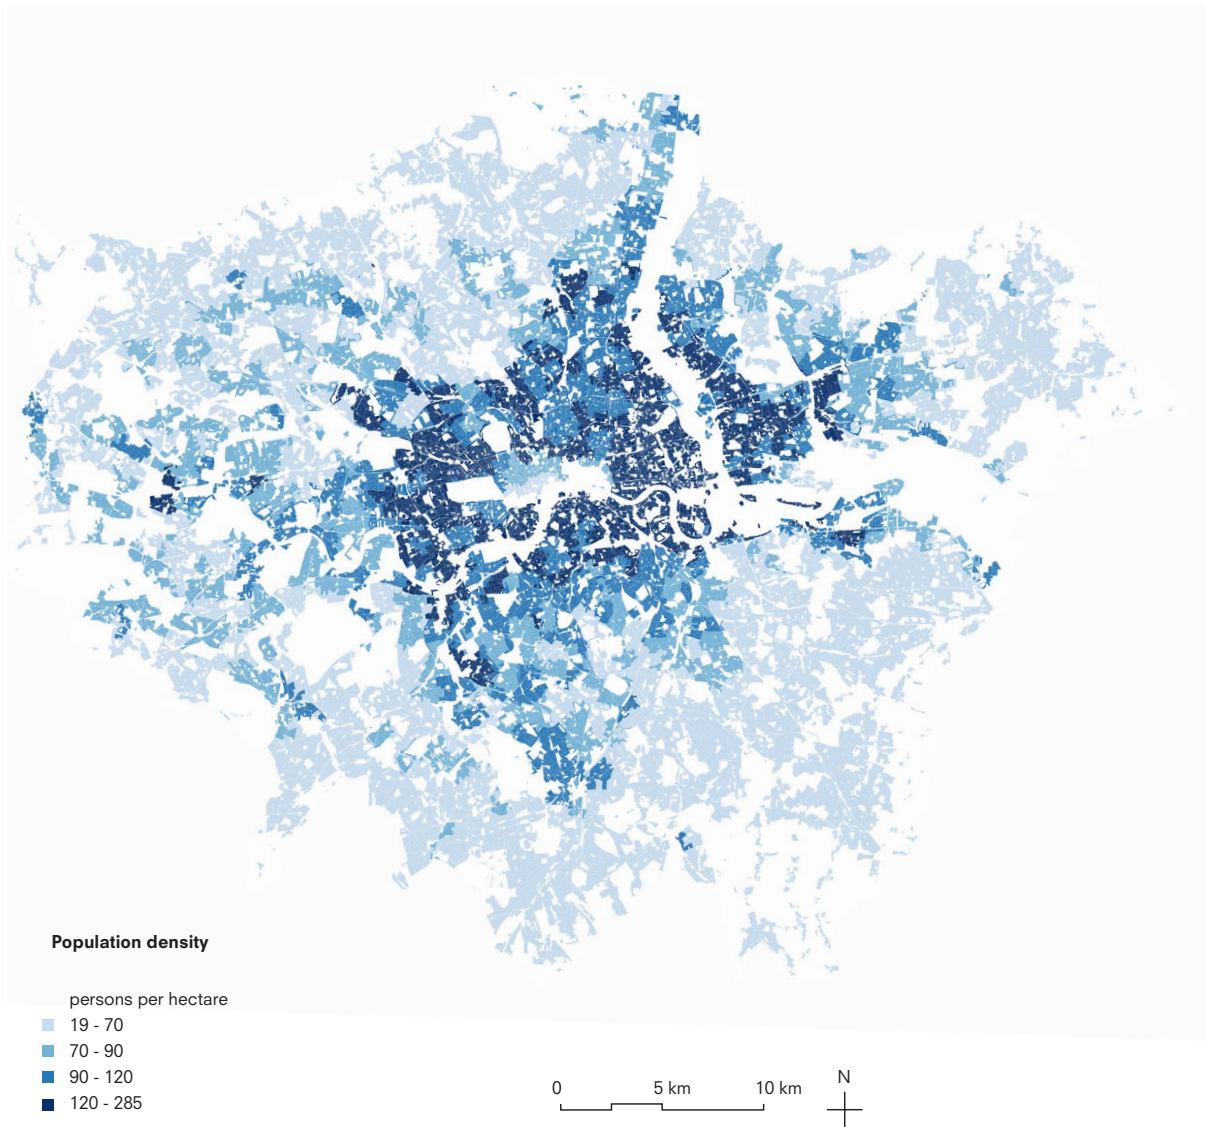 Population density
persons per hectare
19 - 70
70 - 90
90 - 120
120 - 285
0 5 km 10 km
N